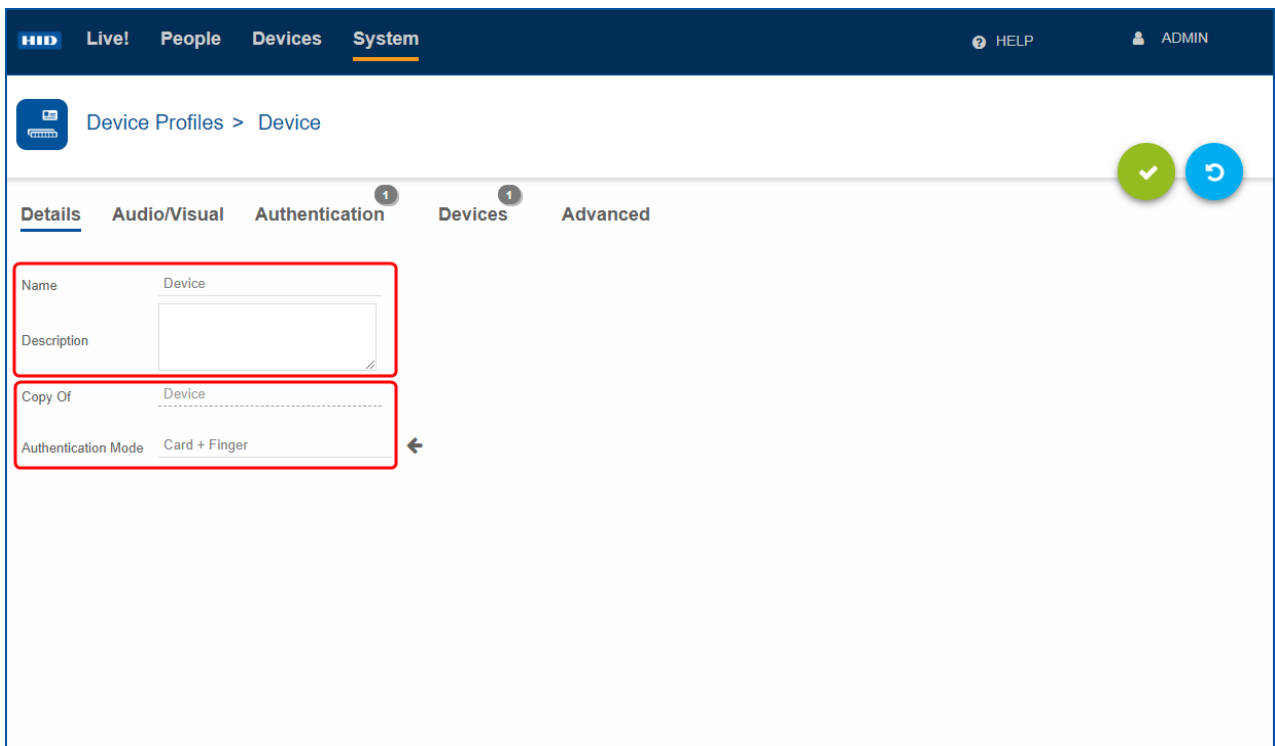 HID Live! People Devices System HELP ADMIN
Device Profiles > Device
Details Audio/Visual Authentication 1 Devices 1 Advanced
Name Device
Description
Copy Of Device
Authentication Mode Card + Finger